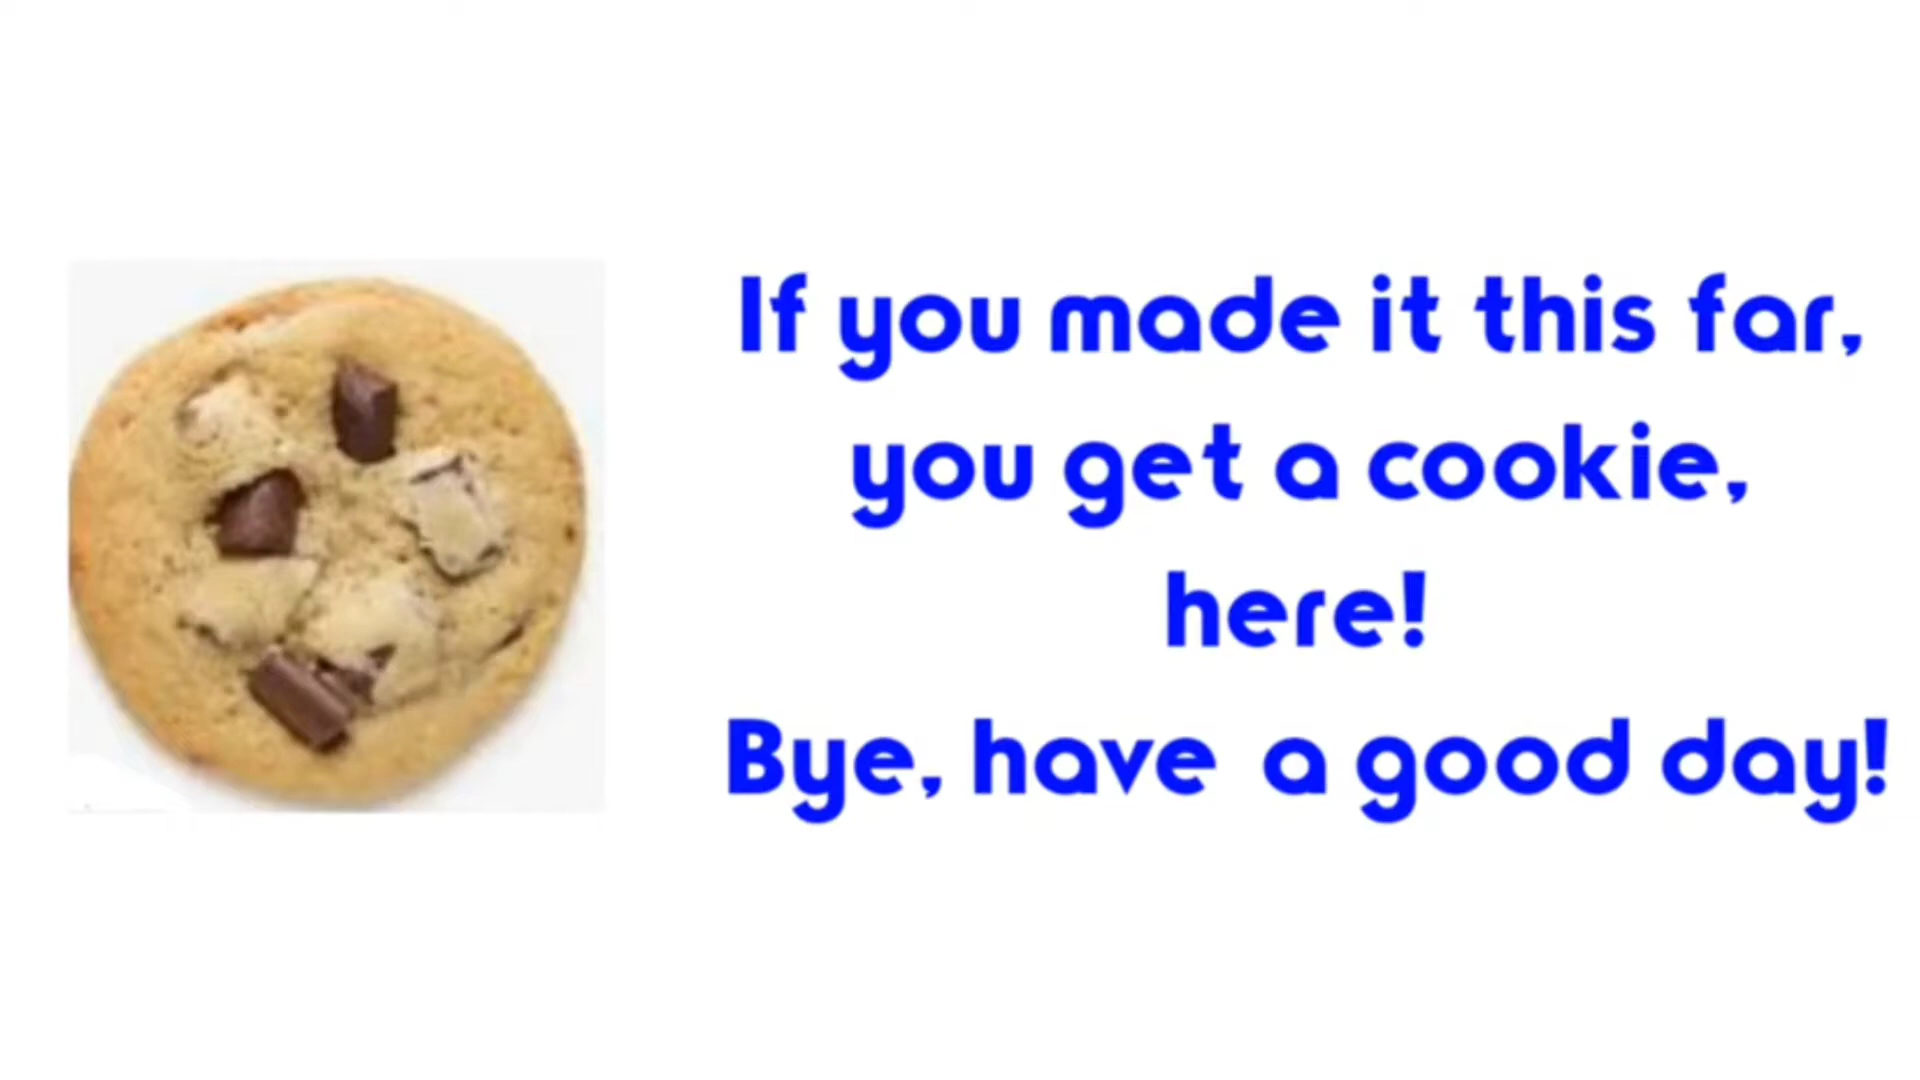 If you made it this far,
you get a cookie,
here!
Bye, have a good day!